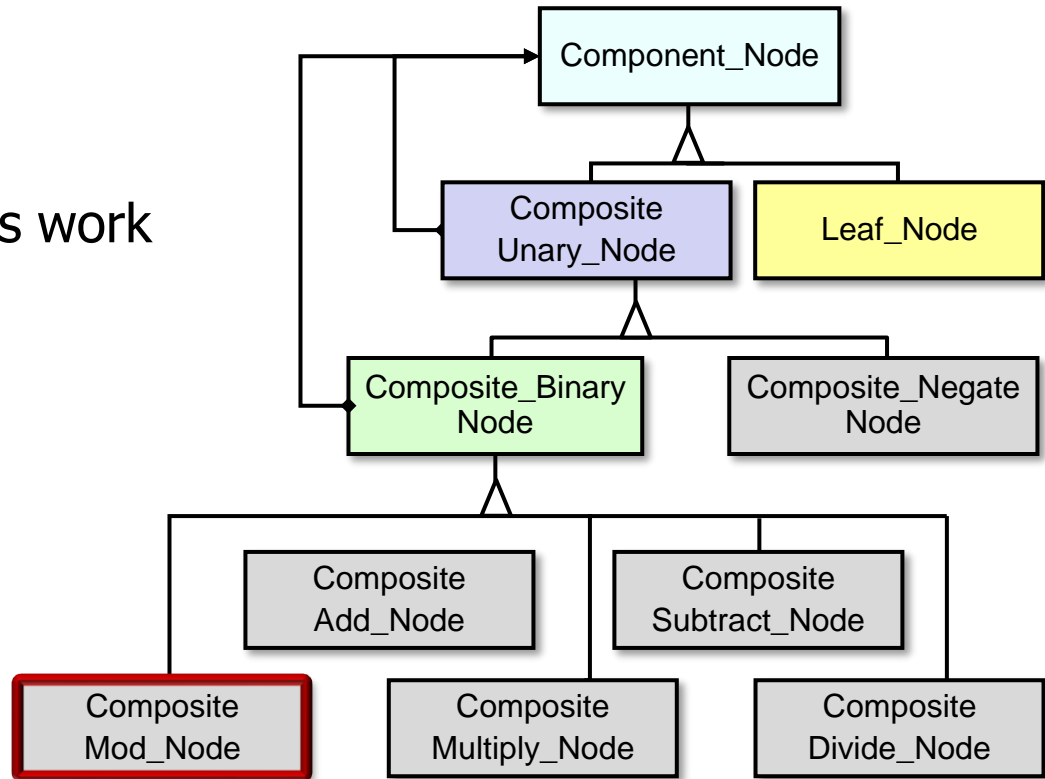 Component_Node
s work
Composite
Unary_Node
Leaf_Node
Composite_Binary
Node
Composite_Negate
Node
Composite
Add_Node
Composite
Subtract_Node
Composite
Mod_Node
Composite
Multiply_Node
Composite
Divide_Node